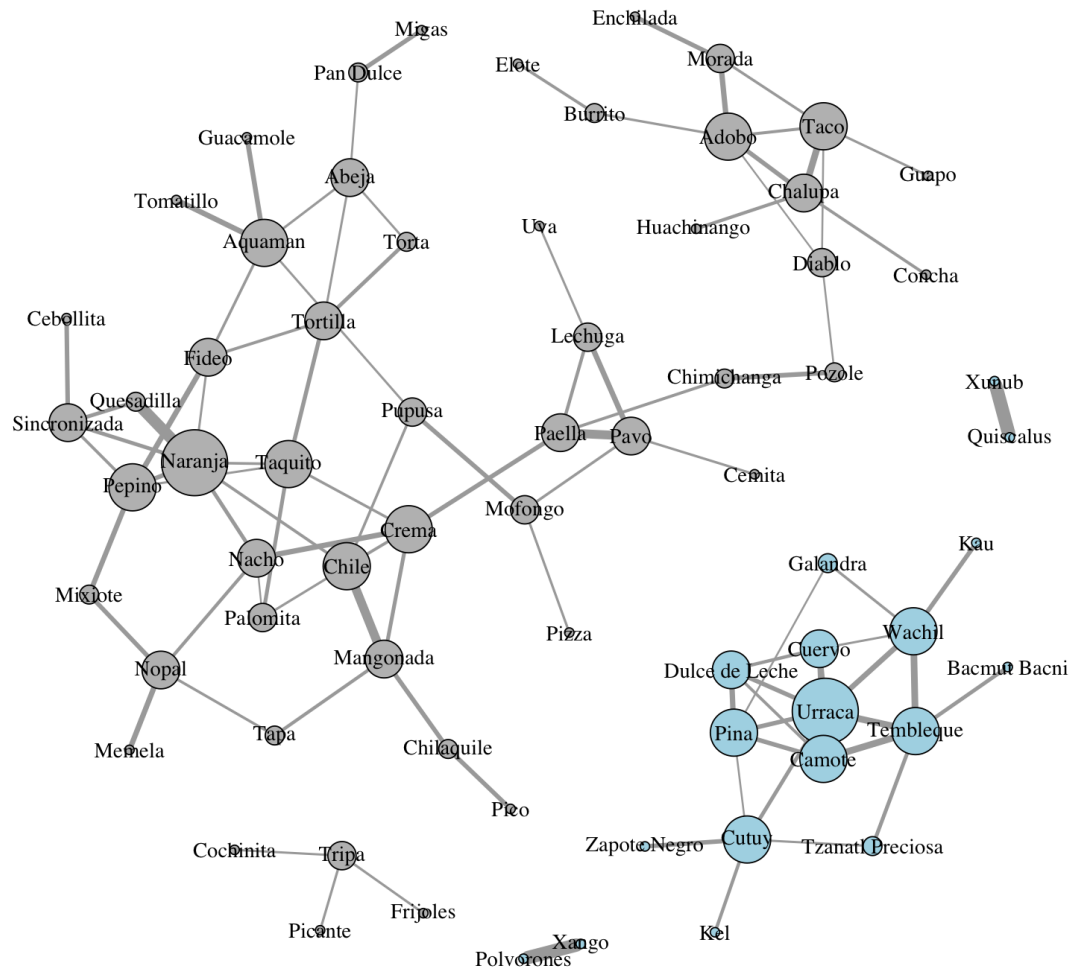 Migas
Enchilada
Pan Dulce
Morada
Elote
Burrito
Taco
Adobo
Guacamole
Abeja
Guapo
Chalupa
Tomatillo
Uva
Huachinango
Aquaman
Torta
Diablo
Concha
Cebollita
Tortilla
Lechuga
Fideo
Chimichanga
Pozole
Xunub
Quesadilla
Pupusa
Sincronizada
Paella
Pavo
Quiscalus
Naranja
Taquito
Cemita
Pepino
Mofongo
Crema
Kau
Nacho
Chile
Galandra
Mixiote
Palomita
Pizza
Wachil
Cuervo
Mangonada
Nopal
Dulce de Leche
Bacmut Bacni
Urraca
Pina
Tembleque
Tapa
Memela
Chilaquile
Camote
Pico
Cutuy
Zapote Negro
Tzanatl Preciosa
Cochinita
Tripa
Frijoles
Picante
Kel
Xango
Polvorones